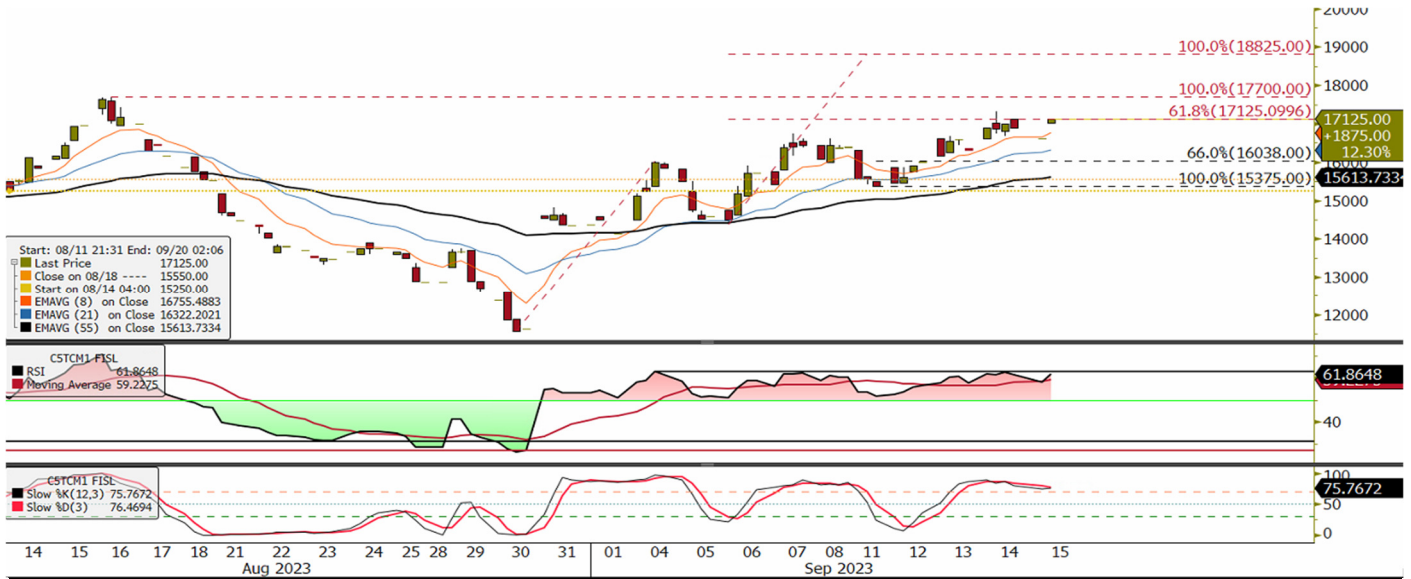 20000
100.0%(18825.00)
19000
100.0%(17700.00)
18000
61.8%(17125.0996)
17125.00
+1875.00
12.30%
66.0%(16038.00)
16000
100.0%(15375.00)
15613.733
15000
14000
13000
12000
Start: 08/11 21:31 End: 09/20 02:06
Last Price 17125.00
Close on 08/18 ---- 15550.00
Start on 08/14 04:00 15250.00
EMAVG (8) on Close 16755.4883
EMAVG (21) on Close 16322.2021
EMAVG (55) on Close 15613.7334
C5TCM1 FISL
RSI 61.8648
Moving Average 59.2275
61.8648
40
C5TCM1 FISL
Slow %K(12,3) 75.7672
Slow %D(3) 76.4694
100
75.7672
50
0
14 15 16 17 18 21 22 23 24 25 28 29 30 31 01 04 05 06 07 08 11 12 13 14 15
Aug 2023 Sep 2023